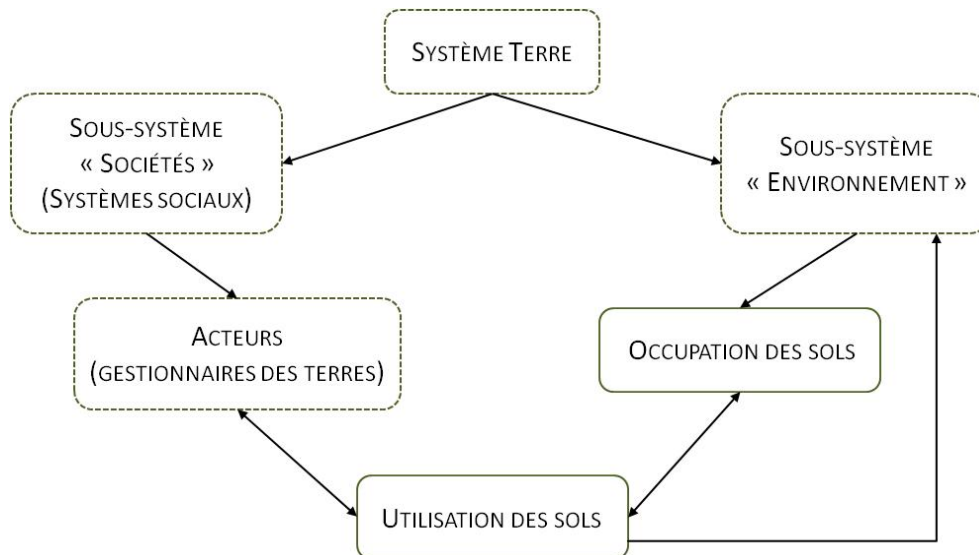 SYSTÈME TERRE
SOUS-SYSTÈME
« SOCIÉTÉS »
(SYSTÈMES SOCIAUX)
SOUS-SYSTÈME
« ENVIRONNEMENT »
ACTEURS
(GESTIONNAIRES DES TERRES)
OCCUPATION DES SOLS
UTILISATION DES SOLS